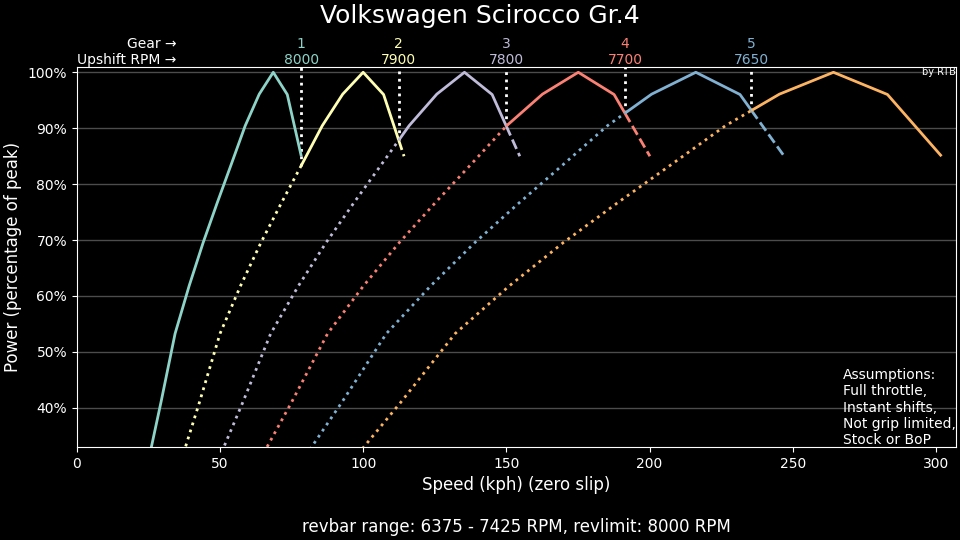 Volkswagen Scirocco Gr.4
Gear → 1 2 3 4 5
Upshift RPM → 8000 7900 7800 7700 7650
by RTB
100%
90%
80%
70%
60%
50%
40%
Power (percentage of peak)
Assumptions:
Full throttle,
Instant shifts,
Not grip limited,
Stock or BoP
0 50 100 150 200 250 300
Speed (kph) (zero slip)
revbar range: 6375 - 7425 RPM, revlimit: 8000 RPM